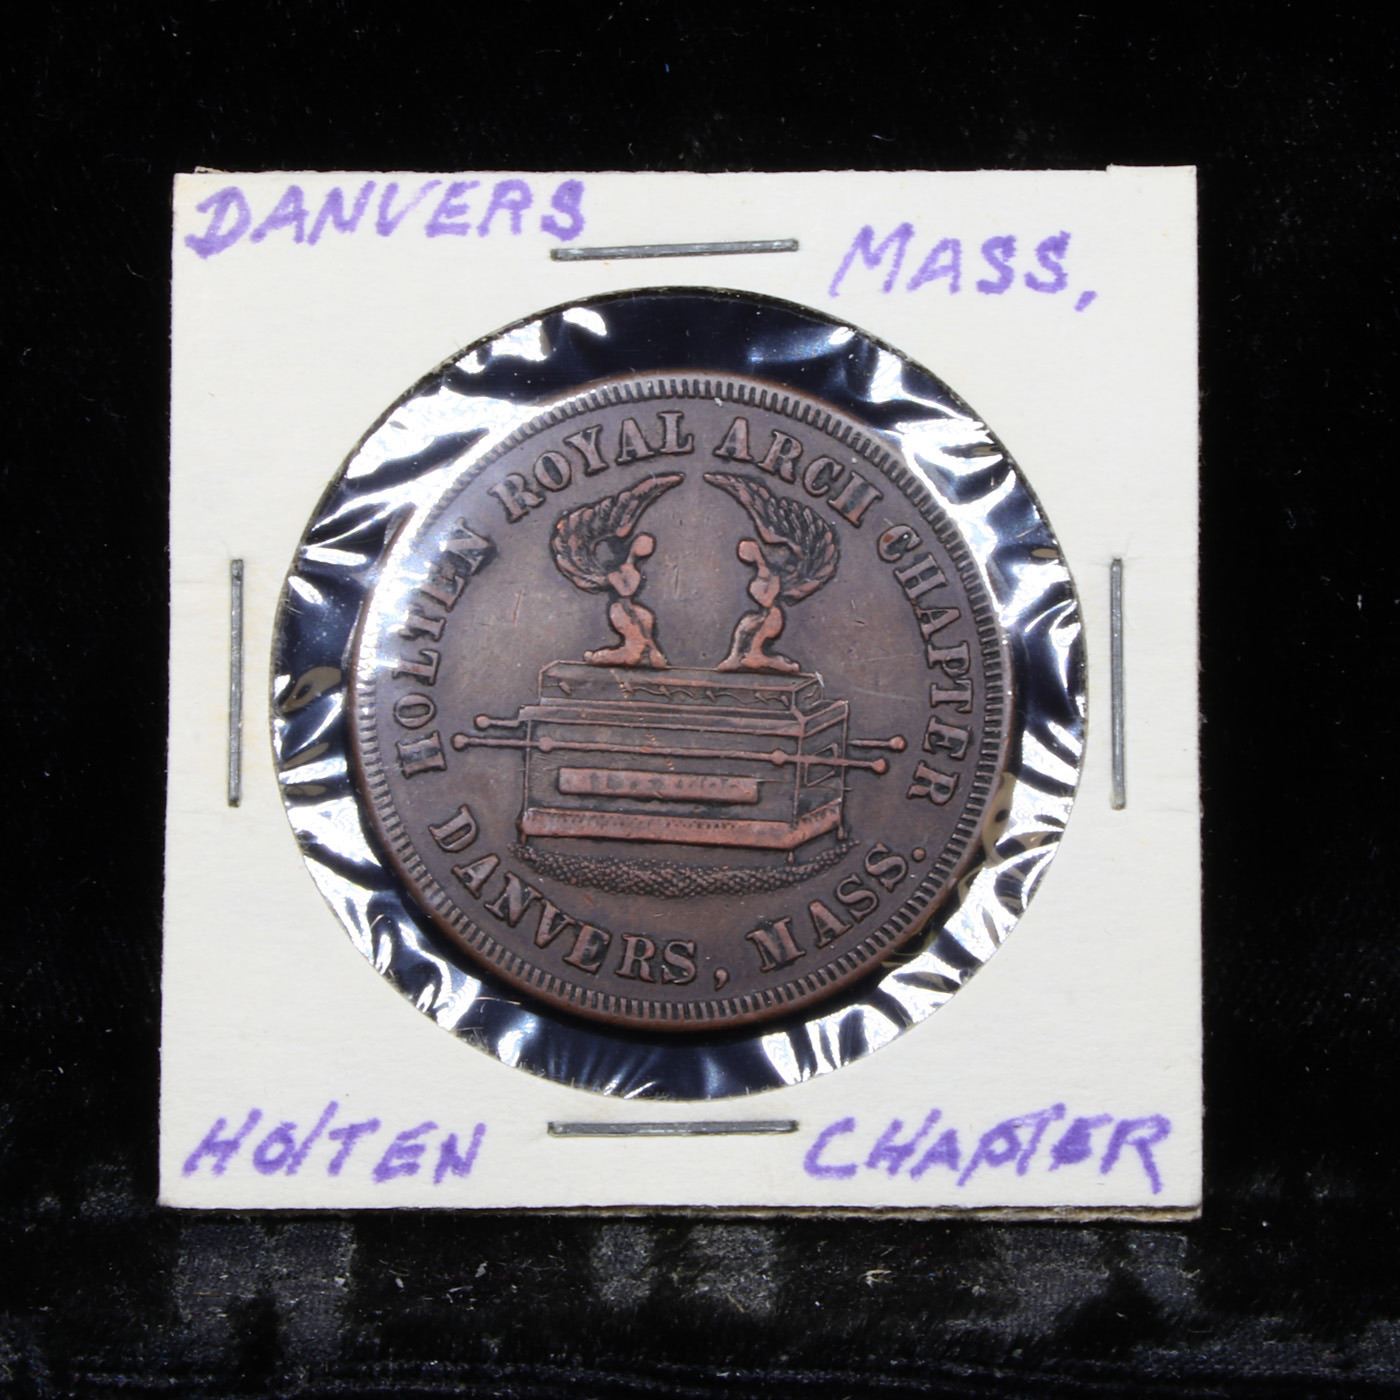 DANVERS MASS,
HOLTEN ROYAL ARCH CHAPTER
DANVERS, MASS.
HOLTEN CHAPTER